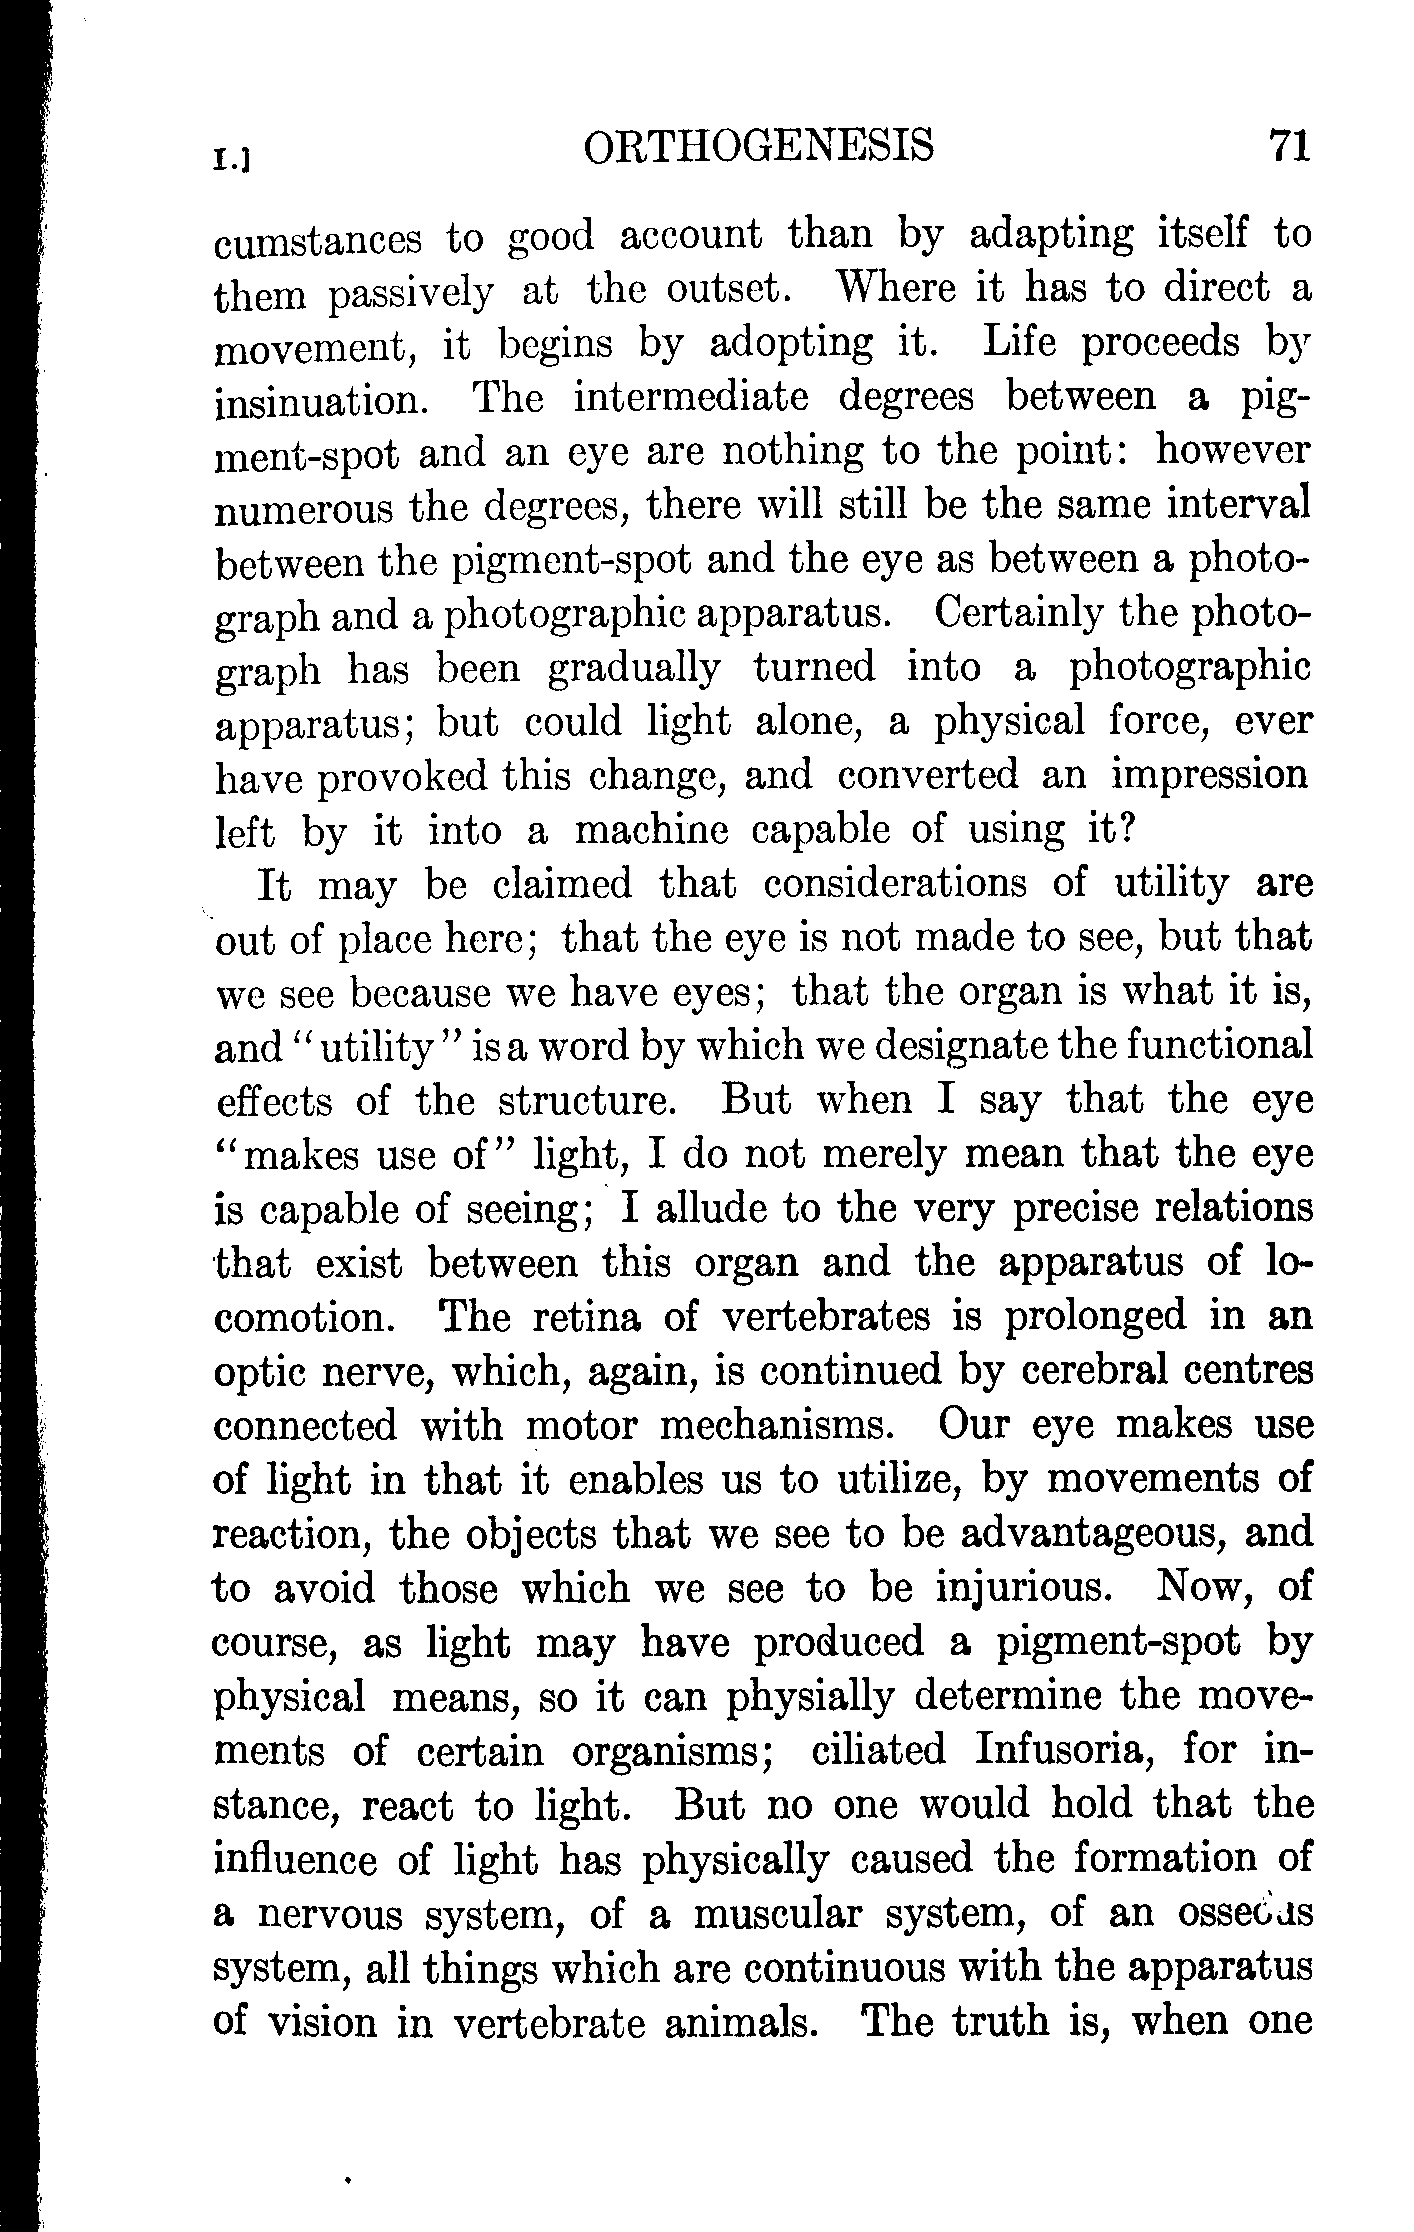 I.] ORTHOGENESIS 71
cumstances to good account than by adapting itself to
them passively at the outset. Where it has to direct a
movement, it begins by adopting it. Life proceeds by
insinuation. The intermediate degrees between a pig-
ment-spot and an eye are nothing to the point: however
numerous the degrees, there will still be the same interval
between the pigment-spot and the eye as between a photo-
graph and a photographic apparatus. Certainly the photo-
graph has been gradually turned into a photographic
apparatus; but could light alone, a physical force, ever
have provoked this change, and converted an impression
left by it into a machine capable of using it?
It may be claimed that considerations of utility are
out of place here; that the eye is not made to see, but that
we see because we have eyes; that the organ is what it is,
and "utility" is a word by which we designate the functional
effects of the structure. But when I say that the eye
"makes use of" light, I do not merely mean that the eye
is capable of seeing; I allude to the very precise relations
that exist between this organ and the apparatus of lo-
comotion. The retina of vertebrates is prolonged in an
optic nerve, which, again, is continued by cerebral centres
connected with motor mechanisms. Our eye makes use
of light in that it enables us to utilize, by movements of
reaction, the objects that we see to be advantageous, and
to avoid those which we see to be injurious. Now, of
course, as light may have produced a pigment-spot by
physical means, so it can physially determine the move-
ments of certain organisms; ciliated Infusoria, for in-
stance, react to light. But no one would hold that the
influence of light has physically caused the formation of
a nervous system, of a muscular system, of an osseous
system, all things which are continuous with the apparatus
of vision in vertebrate animals. The truth is, when one